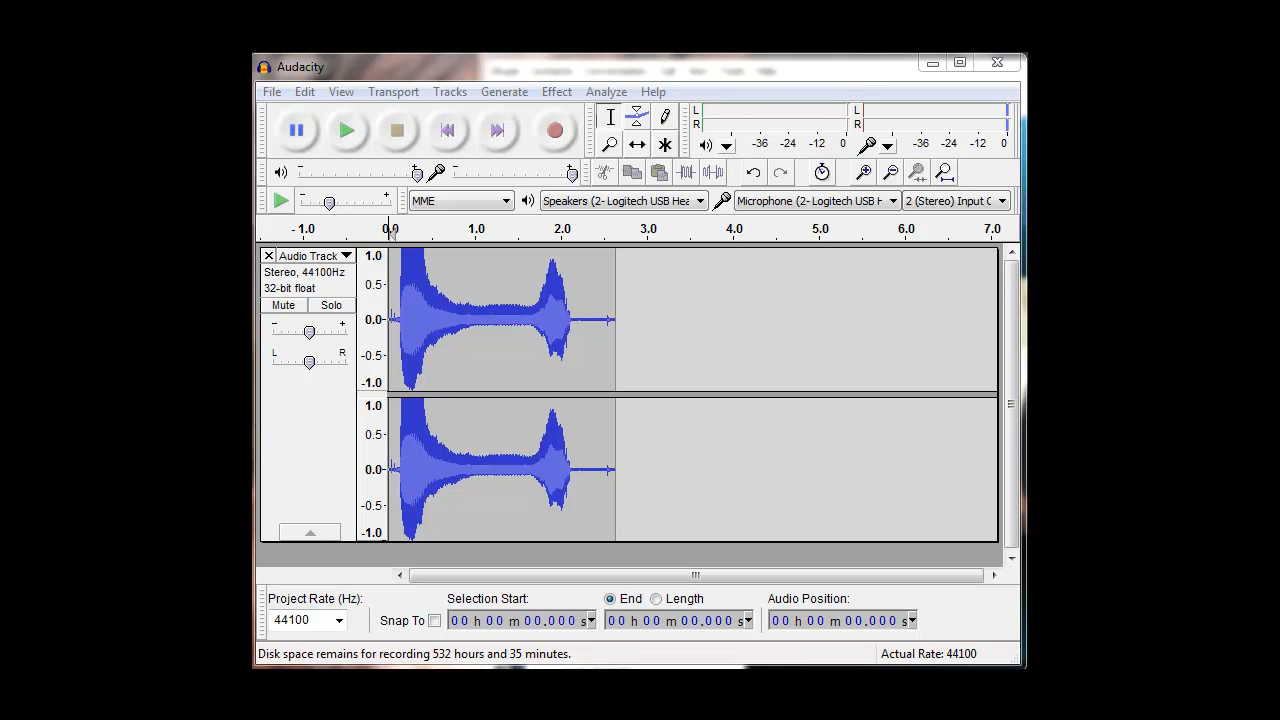 Audacity
File Edit View Transport Tracks Generate Effect Analyze Help
L
R
-36 -24 -12 0
L
R
-36 -24 -12 0
- + - +
- + MME Speakers (2- Logitech USB Hea Microphone (2- Logitech USB H 2 (Stereo) Input C
- 1.0 0.0 1.0 2.0 3.0 4.0 5.0 6.0 7.0
Audio Track 1.0
Stereo, 44100Hz
32-bit float 0.5
Mute Solo
- + 0.0
L R -0.5
-1.0
1.0
0.5
0.0
-0.5
-1.0
Project Rate (Hz): Selection Start: End Length Audio Position:
44100 Snap To 00 h 00 m 00.000 s 00 h 00 m 00.000 s 00 h 00 m 00.000 s
Disk space remains for recording 532 hours and 35 minutes. Actual Rate: 44100